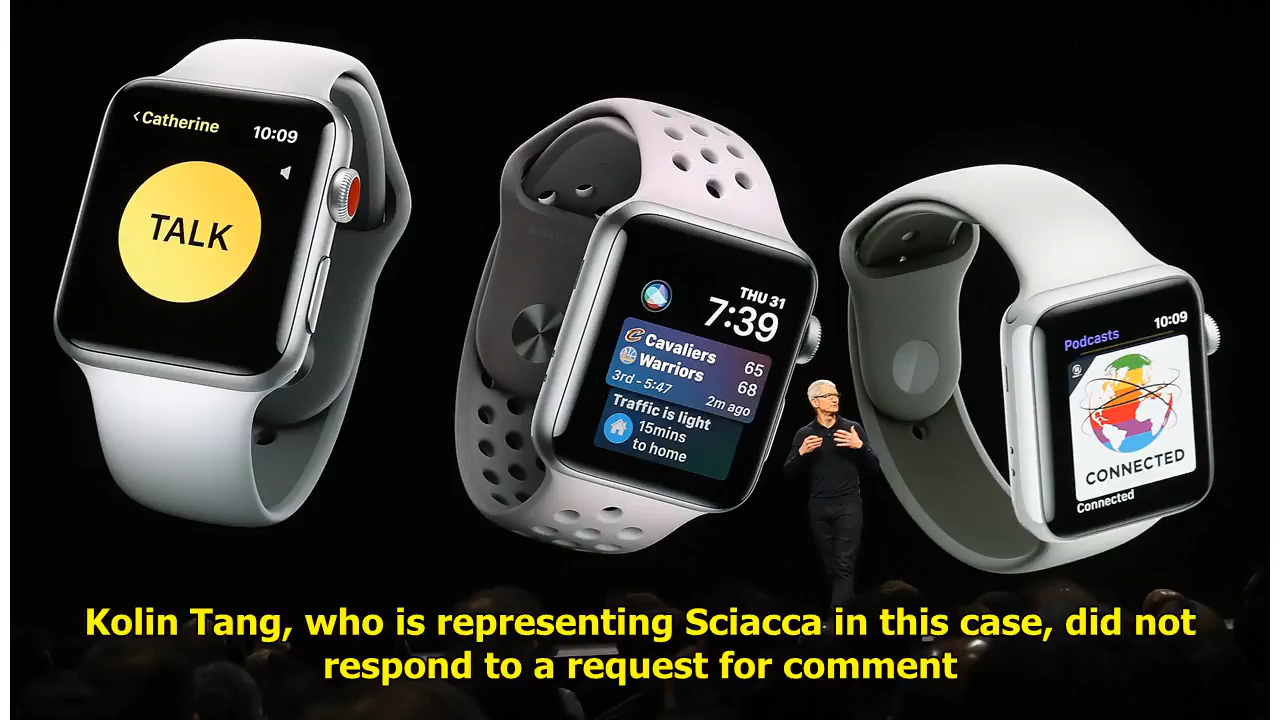 <Catherine
10:09
TALK
THU 31
7:39
Cavaliers 65
Warriors 68
3rd - 5:47 2m ago
Traffic is light
15mins
to home
Podcasts
10:09
CONNECTED
Connected
Kolin Tang, who is representing Sciacca in this case, did not
respond to a request for comment